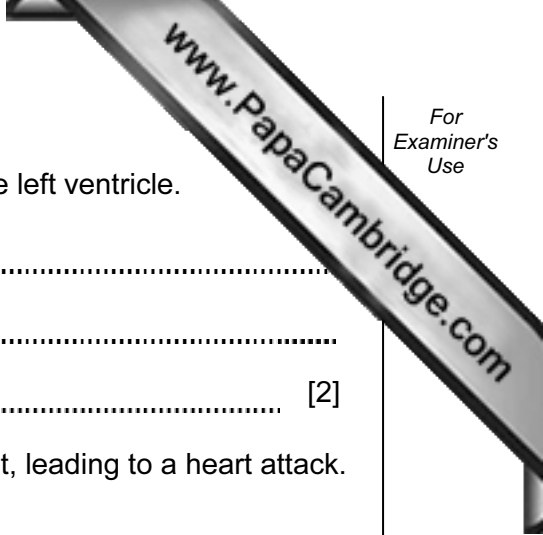 www.PapaCambridge.com
For
Examiner's
Use
e left ventricle.
[2]
t, leading to a heart attack.